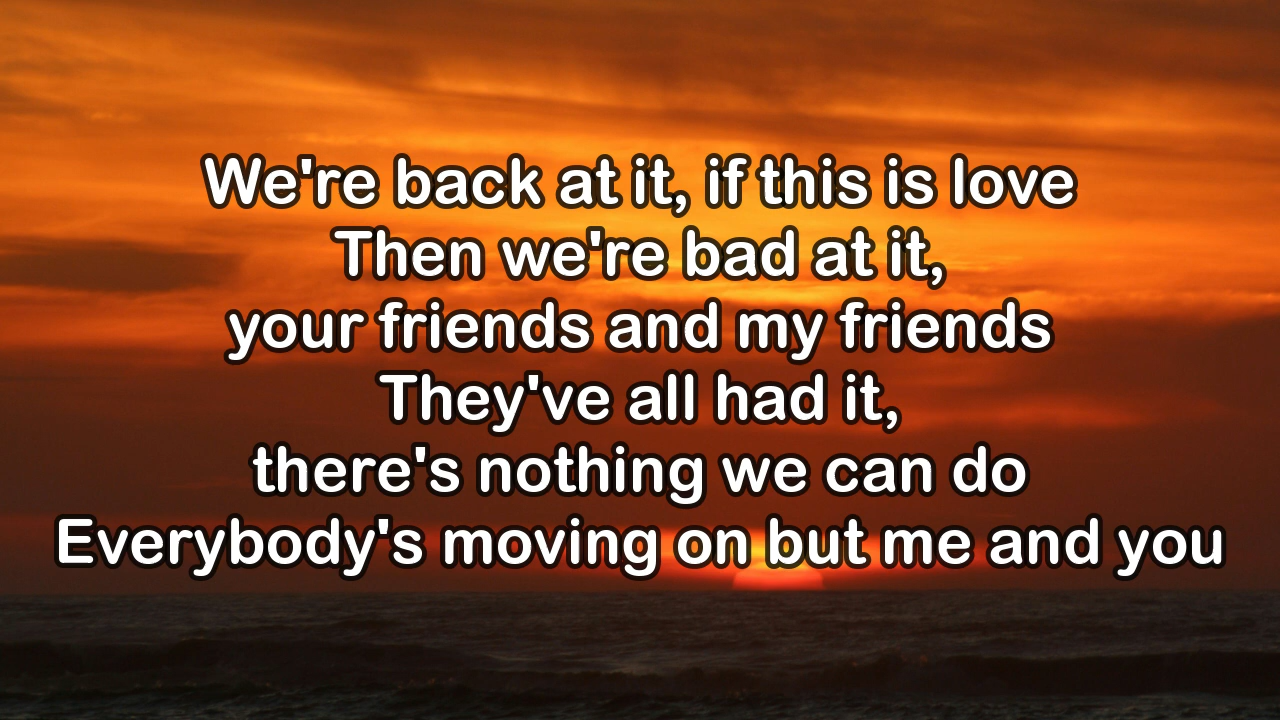 We're back at it, if this is love
Then we're bad at it,
your friends and my friends
They've all had it,
there's nothing we can do
Everybody's moving on but me and you